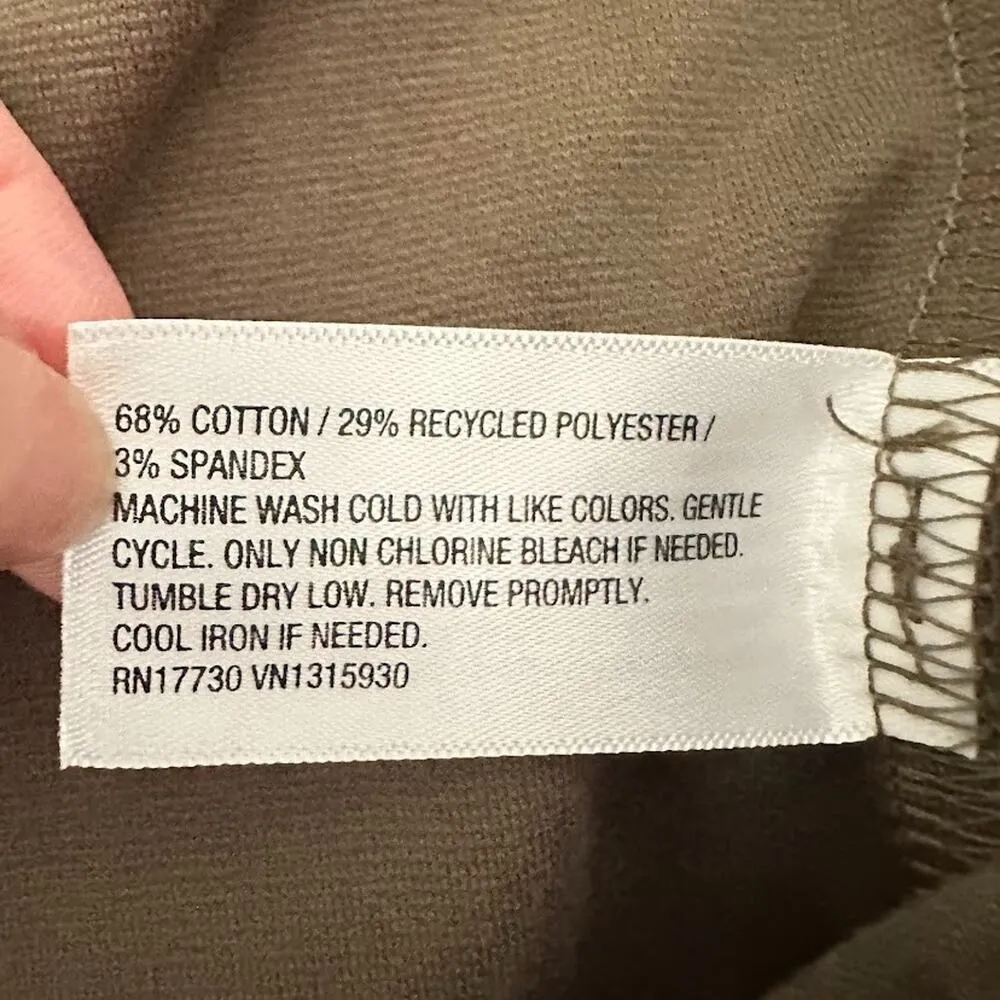 68% COTTON / 29% RECYCLED POLYESTER /
3% SPANDEX
MACHINE WASH COLD WITH LIKE COLORS. GENTLE
CYCLE. ONLY NON CHLORINE BLEACH IF NEEDED.
TUMBLE DRY LOW. REMOVE PROMPTLY.
COOL IRON IF NEEDED.
RN17730 VN1315930